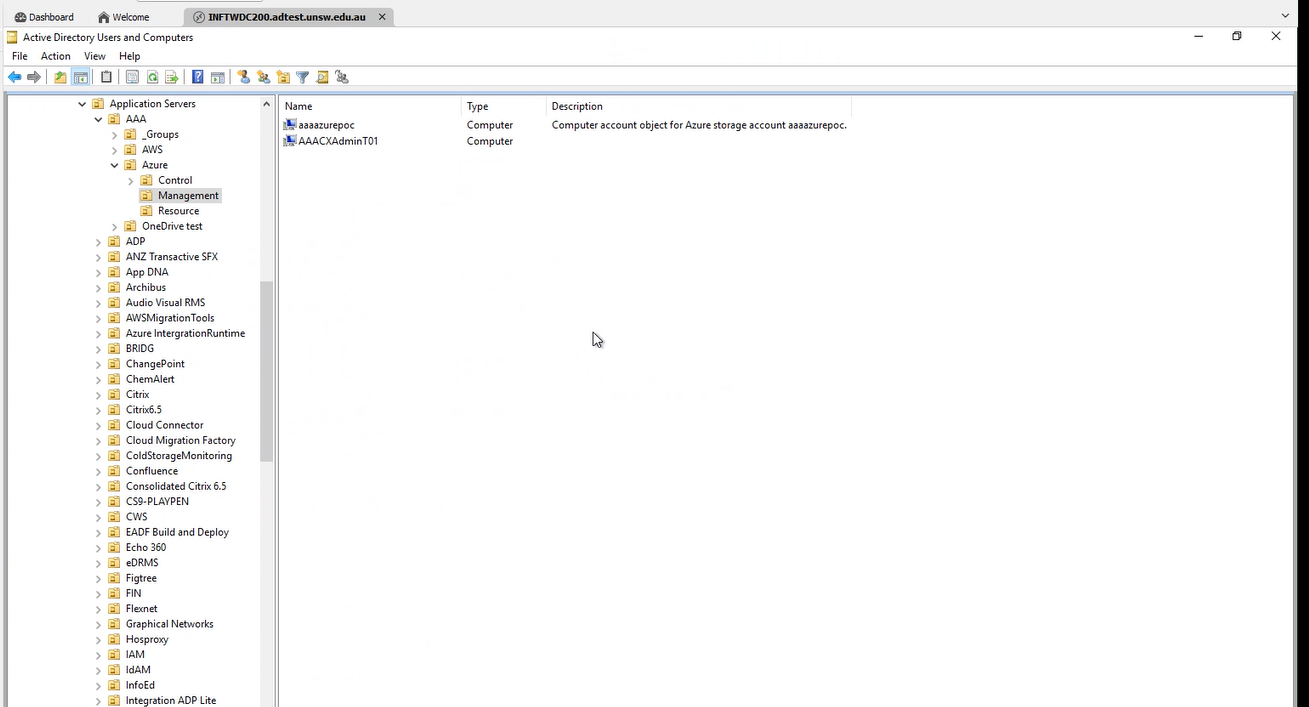 Dashboard Welcome INFTWDC200.adtest.unsw.edu.au
Active Directory Users and Computers
File Action View Help
Application Servers
AAA
_Groups
AWS
Azure
Control
Management
Resource
OneDrive test
ADP
ANZ Transactive SFX
App DNA
Archibus
Audio Visual RMS
AWSMigrationTools
Azure IntergrationRuntime
BRIDG
ChangePoint
ChemAlert
Citrix
Citrix6.5
Cloud Connector
Cloud Migration Factory
ColdStorageMonitoring
Confluence
Consolidated Citrix 6.5
CS9-PLAYPEN
CWS
EADF Build and Deploy
Echo 360
eDRMS
Figtree
FIN
Flexnet
Graphical Networks
Hosproxy
IAM
IdAM
InfoEd
Integration ADP Lite
Name Type Description
aaaazurepoc Computer Computer account object for Azure storage account aaaazurepoc.
AAACXAdminT01 Computer